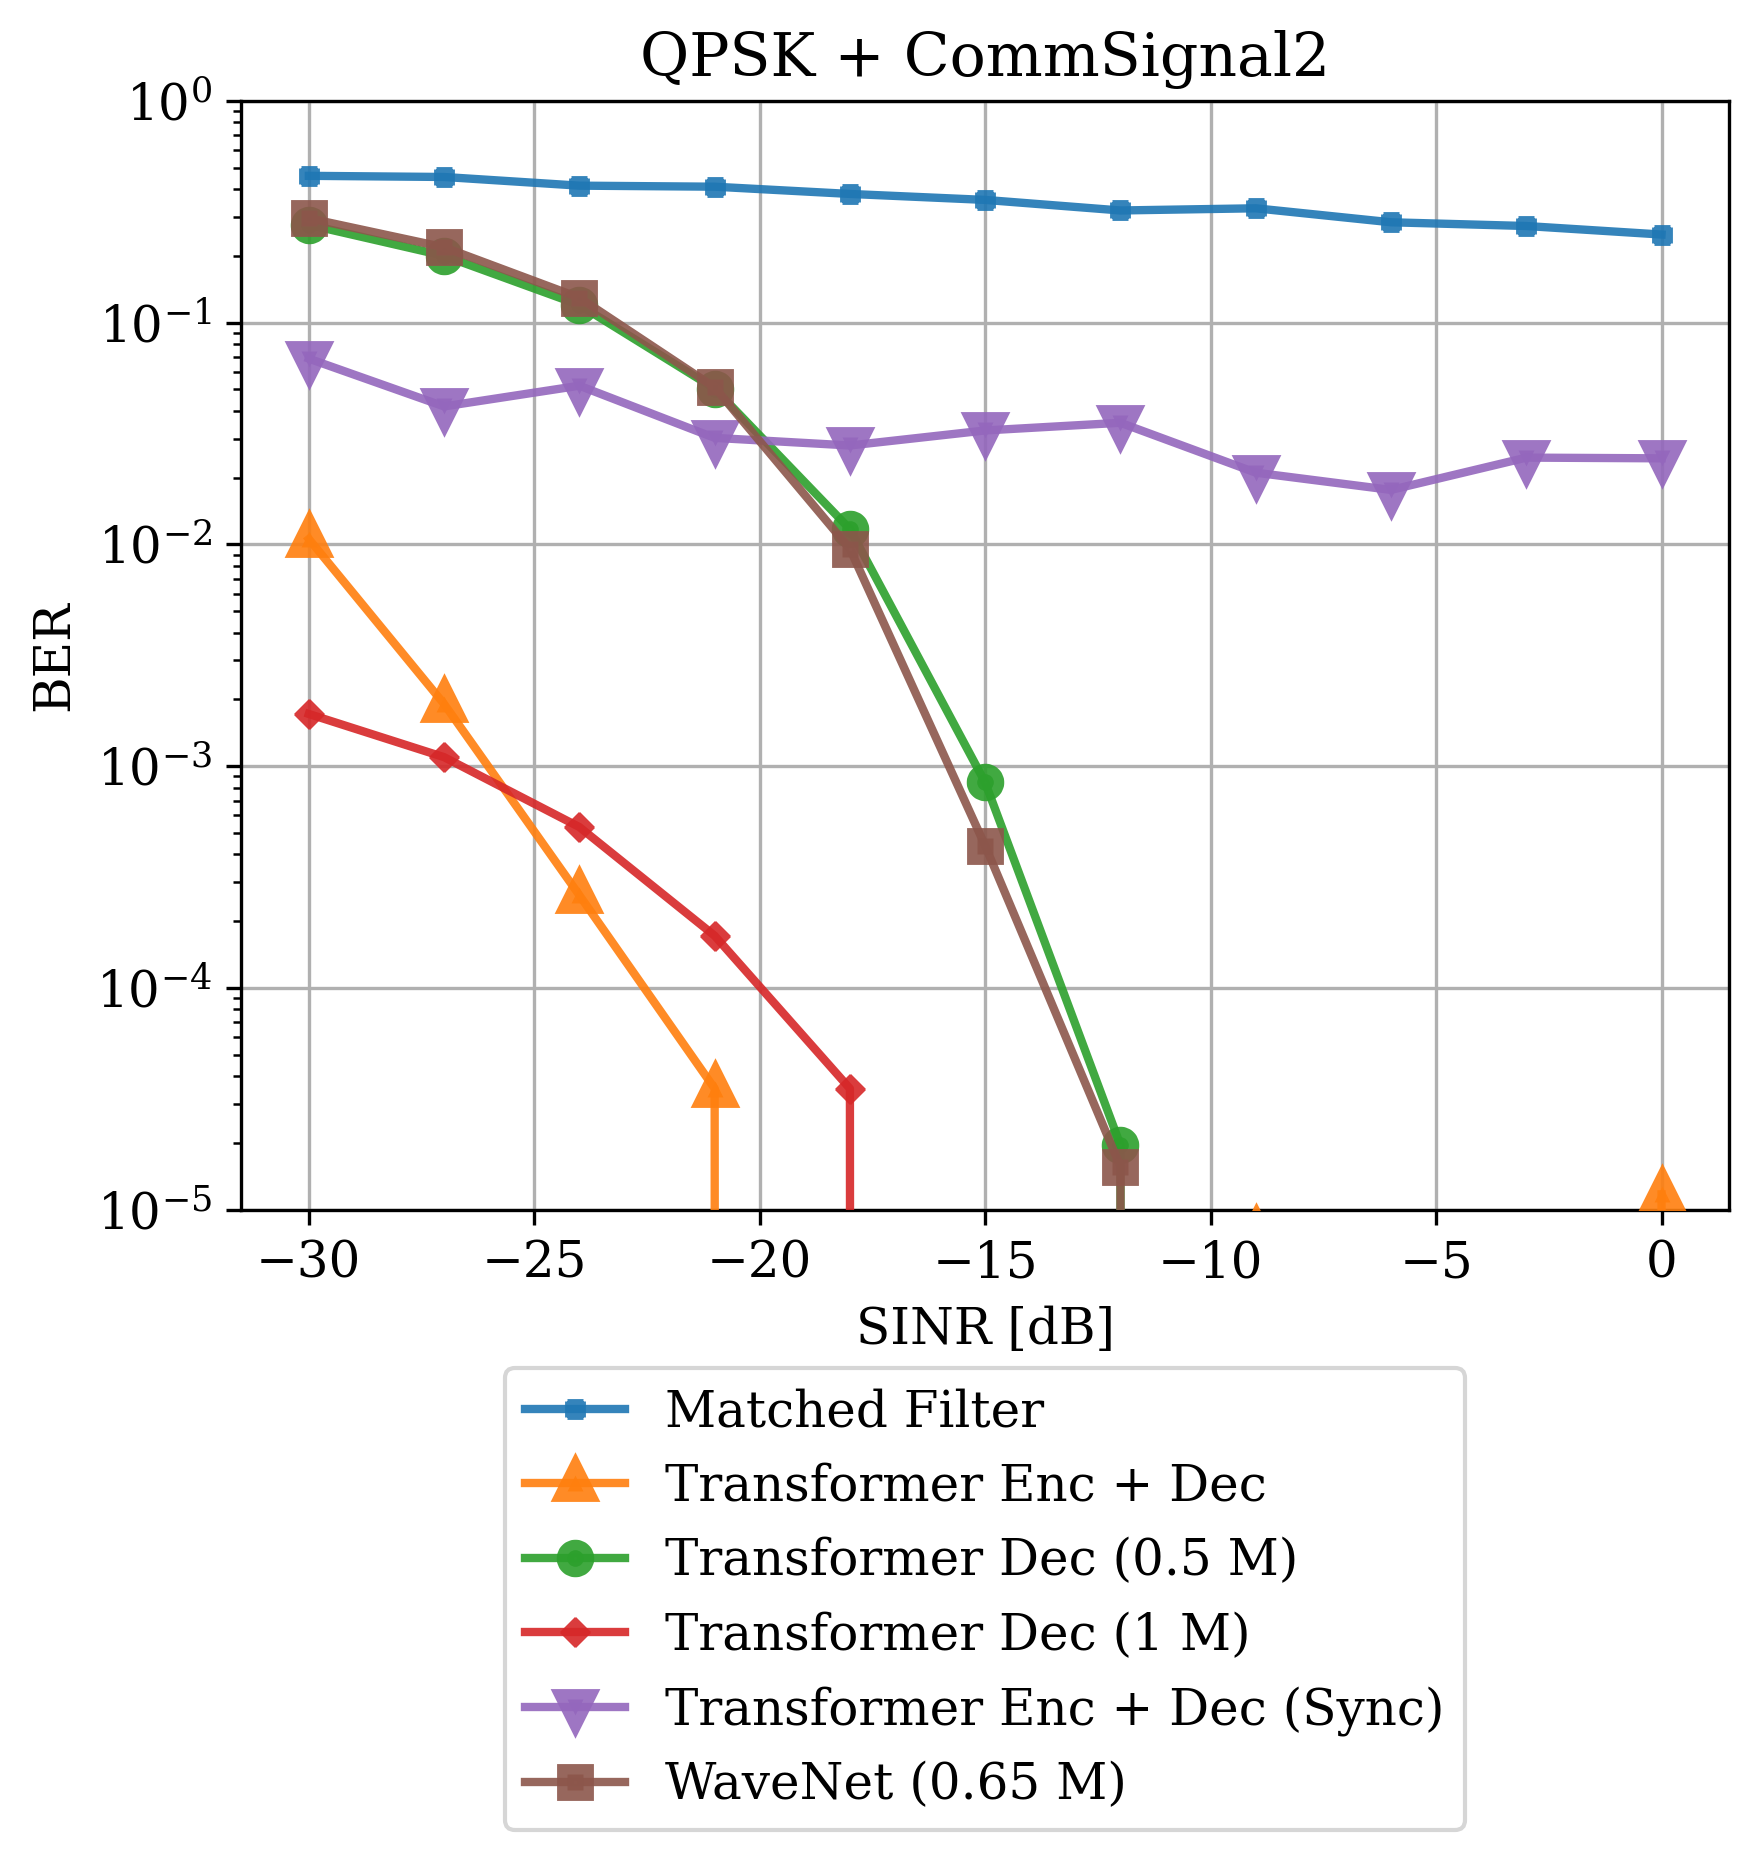 QPSK + CommSignal2
10⁰
10⁻¹
10⁻²
10⁻³
10⁻⁴
10⁻⁵
BER
−30 −25 −20 −15 −10 −5 0
SINR [dB]
Matched Filter
Transformer Enc + Dec
Transformer Dec (0.5 M)
Transformer Dec (1 M)
Transformer Enc + Dec (Sync)
WaveNet (0.65 M)